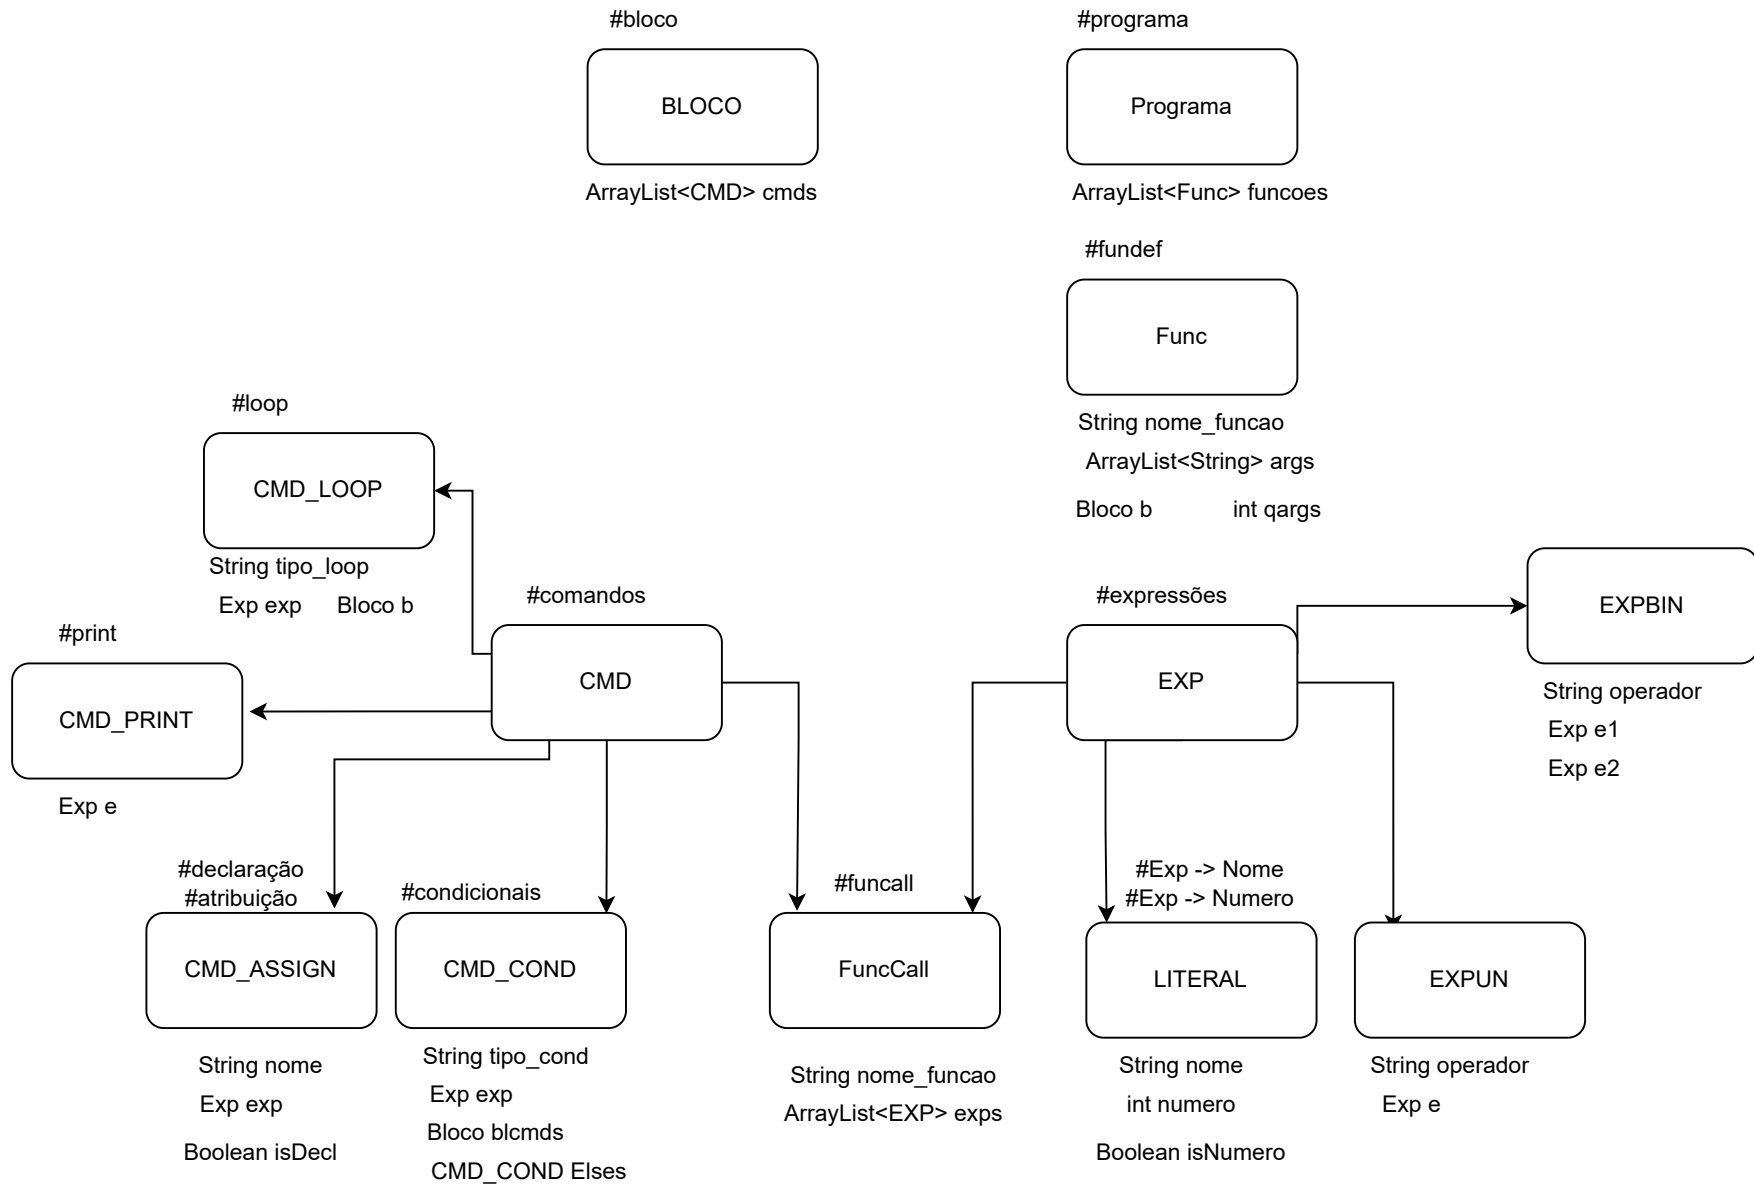 #bloco
BLOCO
ArrayList<CMD> cmds
#programa
Programa
ArrayList<Func> funcoes
#fundef
Func
String nome_funcao
ArrayList<String> args
Bloco b
int qargs
#loop
CMD_LOOP
String tipo_loop
Exp exp
Bloco b
#print
CMD_PRINT
Exp e
#comandos
CMD
#expressões
EXP
EXPBIN
String operador
Exp e1
Exp e2
#declaração
#atribuição
CMD_ASSIGN
String nome
Exp exp
Boolean isDecl
#condicionais
CMD_COND
String tipo_cond
Exp exp
Bloco blcmds
CMD_COND Elses
#funcall
FuncCall
String nome_funcao
ArrayList<EXP> exps
#Exp -> Nome
#Exp -> Numero
LITERAL
String nome
int numero
Boolean isNumero
EXPUN
String operador
Exp e